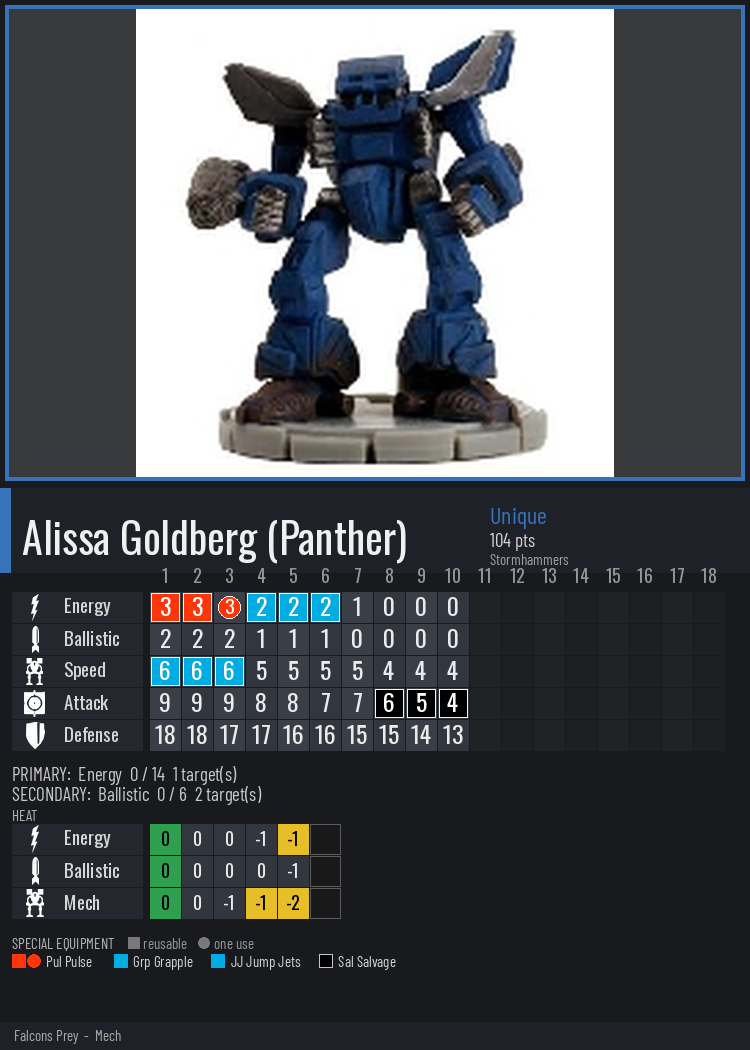 Alissa Goldberg (Panther)
Unique
104 pts
Stormhammers
1 2 3 4 5 6 7 8 9 10 11 12 13 14 15 16 17 18
Energy 3 3 3 2 2 2 1 0 0 0
Ballistic 2 2 2 1 1 1 0 0 0 0
Speed 6 6 6 5 5 5 5 4 4 4
Attack 9 9 9 8 8 7 7 6 5 4
Defense 18 18 17 17 16 16 15 15 14 13
PRIMARY: Energy 0 / 14 1 target(s)
SECONDARY: Ballistic 0 / 6 2 target(s)
HEAT
Energy 0 0 0 -1 -1
Ballistic 0 0 0 0 -1
Mech 0 0 -1 -1 -2
SPECIAL EQUIPMENT reusable one use
Pul Pulse Grp Grapple JJ Jump Jets Sal Salvage
Falcons Prey - Mech